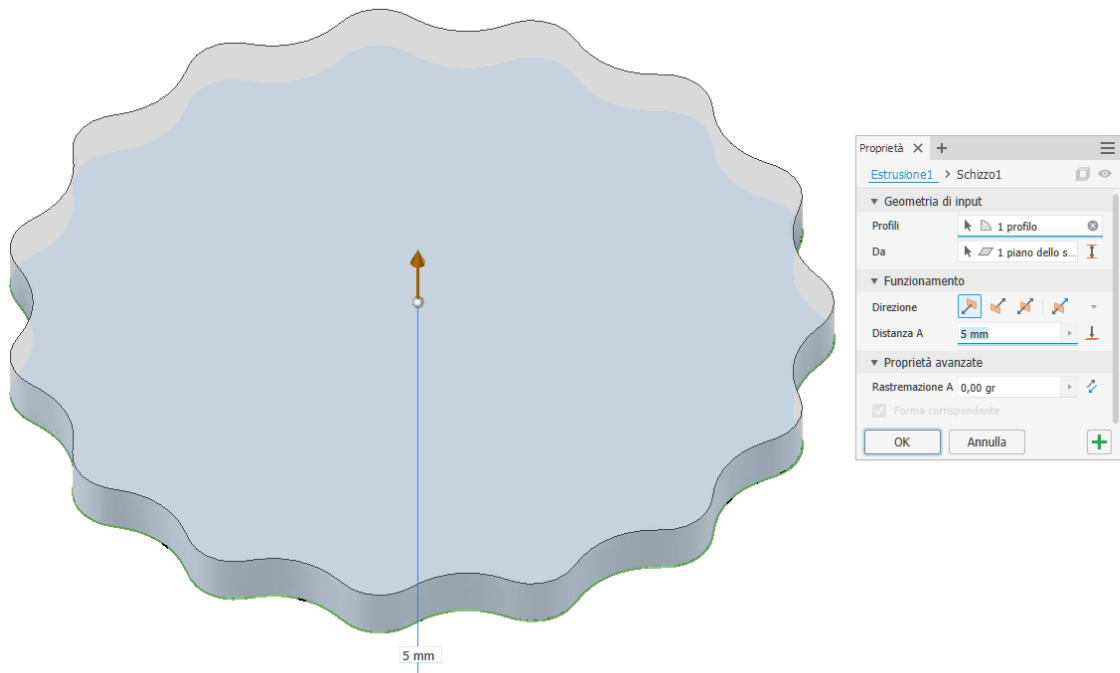 Proprietà
Estrusione1 > Schizzo1
Geometria di input
Profili 1 profilo
Da 1 piano dello s...
Funzionamento
Direzione
Distanza A 5 mm
Proprietà avanzate
Rastremazione A 0,00 gr
Forma corrispondente
OK Annulla
5 mm